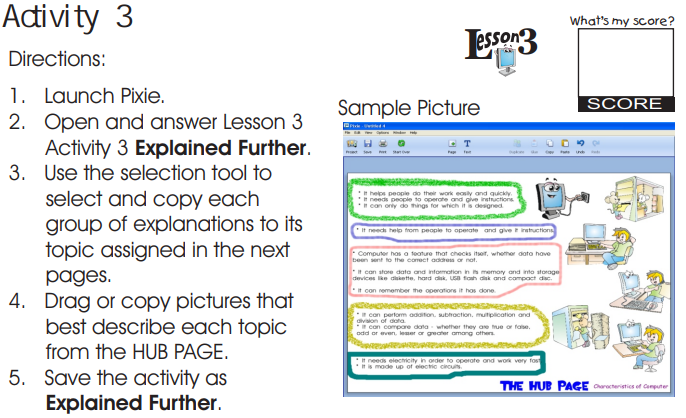 Activity 3
What's my score?
Lesson 3
SCORE
Directions:
1. Launch Pixie.
2. Open and answer Lesson 3
Activity 3 Explained Further.
3. Use the selection tool to
select and copy each
group of explanations to its
topic assigned in the next
pages.
4. Drag or copy pictures that
best describe each topic
from the HUB PAGE.
5. Save the activity as
Explained Further.
Sample Picture
Pixie - Untitled 4
File Edit View Options Window Help
Project Save Print Start Over Page Text Duplicate Copy Paste Undo
* It helps people do their work easily and quickly.
* It needs people to operate and give instructions.
* It can only do things for which it is designed.
* It needs help from people to operate and give it instructions
* Computer has a feature that checks itself, whether data have
been sent to the correct address or not.
* It can store data and information in its memory and into storage
devices like diskette, hard disk, USB flash disk and compact disc.
* It can remember the operations it has done.
* It can perform addition, subtraction, multiplication and
division of data.
* It can compare data - whether they are true or false,
odd or even, lesser or greater among others.
* It needs electricity in order to operate and work very fast
* It is made up of electric circuits.
THE HUB PAGE Characteristics of Computer